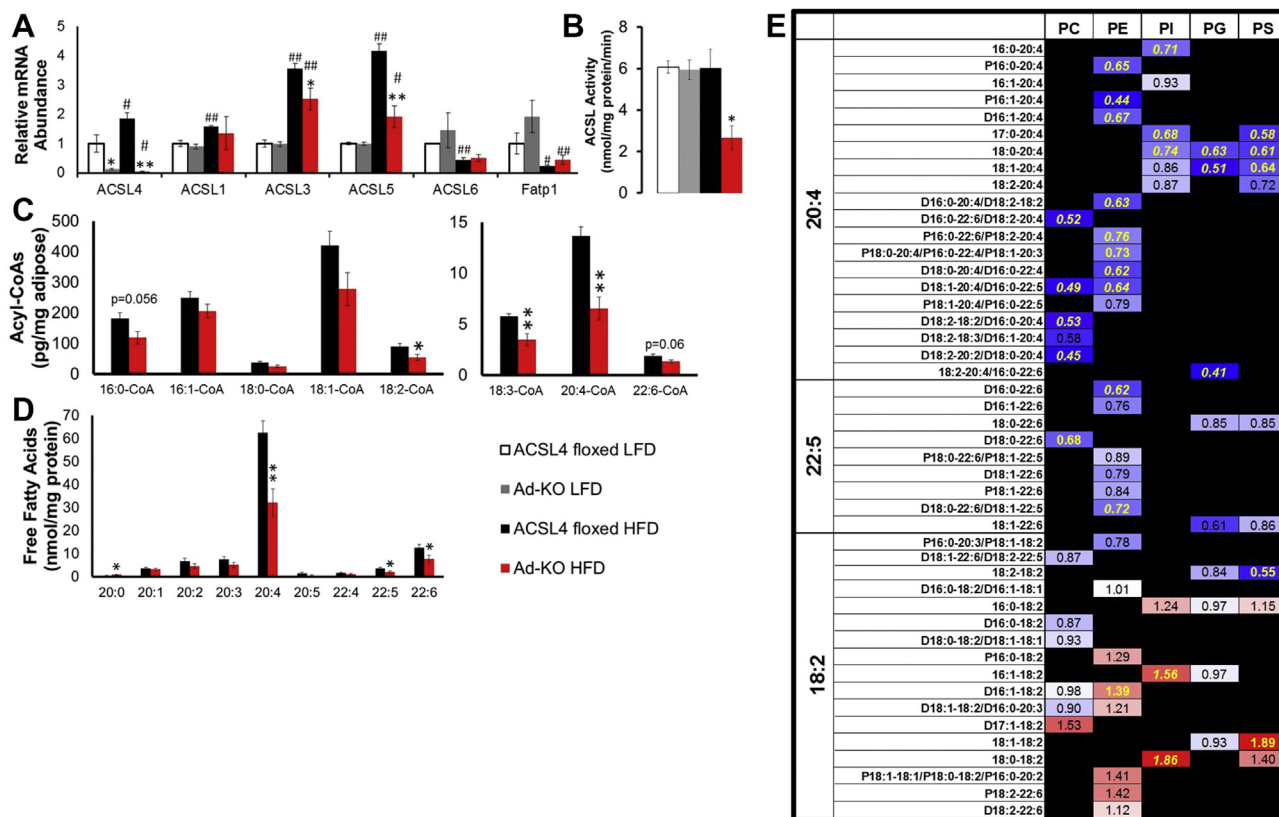 A
Relative mRNA
Abundance
5
4
3
2
1
0
*
#
#
**
##
##
##
*
##
#
**
##
#
##
ACSL4 ACSL1 ACSL3 ACSL5 ACSL6 Fatp1
B
ACSL Activity
(nmol/mg protein/min)
8
6
4
2
0
*
C
Acyl-CoAs
(pg/mg adipose)
500
400
300
200
100
0
p=0.056
*
16:0-CoA 16:1-CoA 18:0-CoA 18:1-CoA 18:2-CoA
15
10
5
0
**
**
p=0.06
18:3-CoA 20:4-CoA 22:6-CoA
D
Free Fatty Acids
(nmol/mg protein)
70
60
50
40
30
20
10
0
*
**
*
*
20:0 20:1 20:2 20:3 20:4 20:5 22:4 22:5 22:6
ACSL4 floxed LFD
Ad-KO LFD
ACSL4 floxed HFD
Ad-KO HFD
E
PC PE PI PG PS
20:4
16:0-20:4 0.71
P16:0-20:4 0.65
16:1-20:4 0.93
P16:1-20:4 0.44
D16:1-20:4 0.67
17:0-20:4 0.68 0.58
18:0-20:4 0.74 0.63 0.61
18:1-20:4 0.86 0.51 0.64
18:2-20:4 0.87 0.72
D16:0-20:4/D18:2-18:2 0.63
D16:0-22:6/D18:2-20:4 0.52
P16:0-22:6/P18:2-20:4 0.76
P18:0-20:4/P16:0-22:4/P18:1-20:3 0.73
D18:0-20:4/D16:0-22:4 0.62
D18:1-20:4/D16:0-22:5 0.49 0.64
P18:1-20:4/P16:0-22:5 0.79
D18:2-18:2/D16:0-20:4 0.53
D18:2-18:3/D16:1-20:4 0.58
D18:2-20:2/D18:0-20:4 0.45
18:2-20:4/16:0-22:6 0.41
22:5
D16:0-22:6 0.62
D16:1-22:6 0.76
18:0-22:6 0.85 0.85
D18:0-22:6 0.68
P18:0-22:6/P18:1-22:5 0.89
D18:1-22:6 0.79
P18:1-22:6 0.84
D18:0-22:6/D18:1-22:5 0.72
18:1-22:6 0.61 0.86
18:2
P16:0-20:3/P18:1-18:2 0.78
D18:1-22:6/D18:2-22:5 0.87
18:2-18:2 0.84 0.55
D16:0-18:2/D16:1-18:1 1.01
16:0-18:2 1.24 0.97 1.15
D16:0-18:2 0.87
D18:0-18:2/D18:1-18:1 0.93
P16:0-18:2 1.29
16:1-18:2 1.56 0.97
D16:1-18:2 0.98 1.39
D18:1-18:2/D16:0-20:3 0.90 1.21
D17:1-18:2 1.53
18:1-18:2 0.93 1.89
18:0-18:2 1.86 1.40
P18:1-18:1/P18:0-18:2/P16:0-20:2 1.41
P18:2-22:6 1.42
D18:2-22:6 1.12